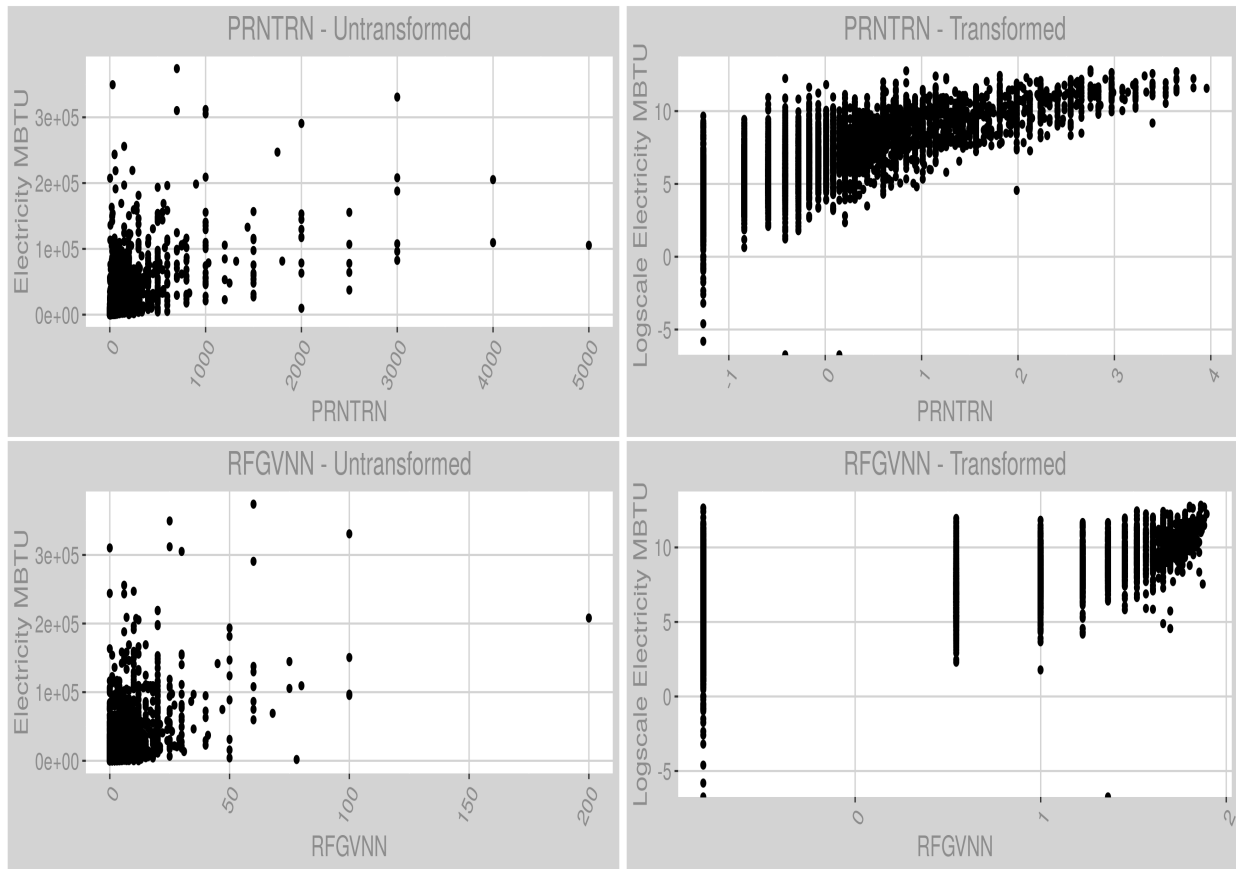 PRNTRN - Untransformed
Electricity MBTU
3e+05
2e+05
1e+05
0e+00
0 1000 2000 3000 4000 5000
PRNTRN
PRNTRN - Transformed
Logscale Electricity MBTU
10
5
0
-5
-1 0 1 2 3 4
PRNTRN
RFGVNN - Untransformed
Electricity MBTU
3e+05
2e+05
1e+05
0e+00
0 50 100 150 200
RFGVNN
RFGVNN - Transformed
Logscale Electricity MBTU
10
5
0
-5
0 1 2
RFGVNN